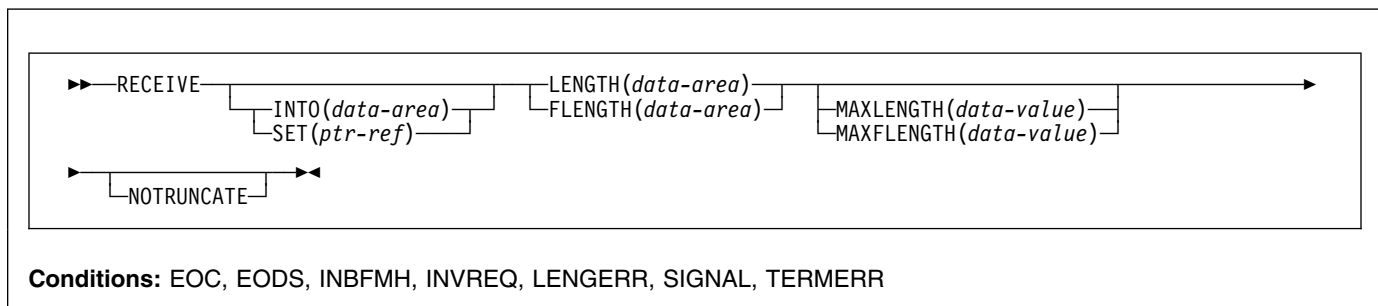 RECEIVE LENGTH(data-area)
INTO(data-area) FLENGTH(data-area) MAXLENGTH(data-value)
SET(ptr-ref) MAXFLENGTH(data-value)
NOTRUNCATE
Conditions: EOC, EODS, INBFMH, INVREQ, LENGERR, SIGNAL, TERMERR